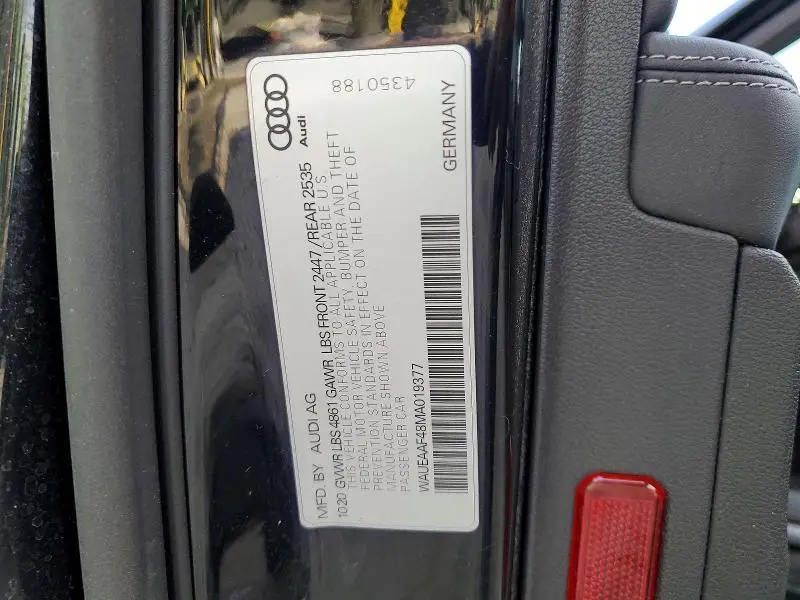 MFD. BY AUDI AG
10 20 GVWR LBS 4861 GAWR LBS FRONT 2447 / REAR 2535
THIS VEHICLE CONFORMS TO ALL APPLICABLE U S
FEDERAL MOTOR VEHICLE SAFETY, BUMPER AND THEFT
PREVENTION STANDARDS IN EFFECT ON THE DATE OF
MANUFACTURE SHOWN ABOVE
PASSENGER CAR
WAUEAAF48MA019377
Audi
4350188
GERMANY